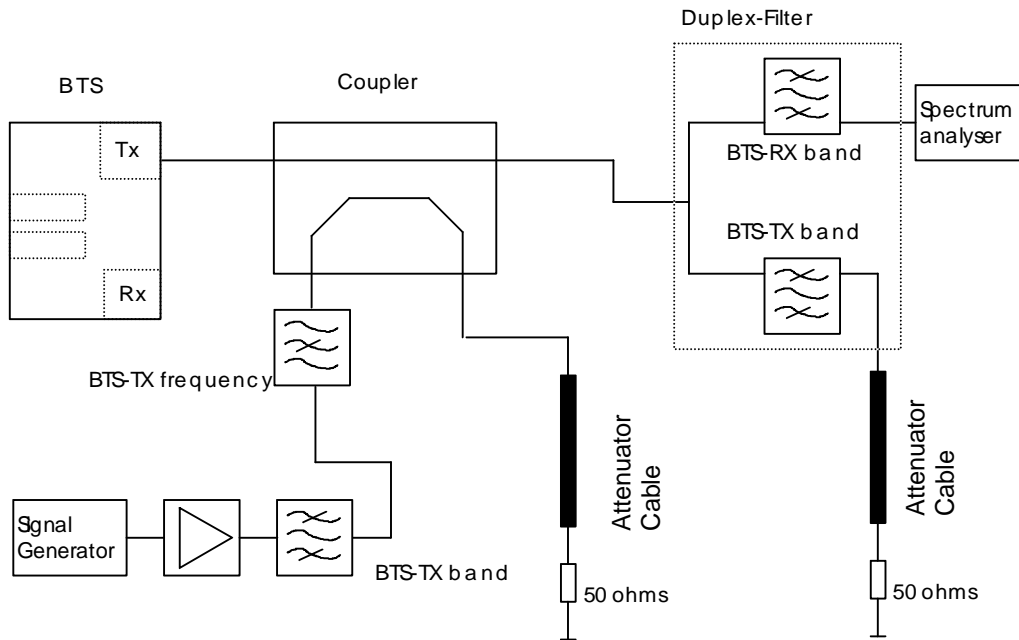 Duplex-Filter
BTS
Coupler
Spectrum
analyser
Tx
BTS-RX band
BTS-TX band
Rx
BTS-TX frequency
Attenuator
Cable
Attenuator
Cable
Signal
Generator
BTS-TX band
50 ohms
50 ohms